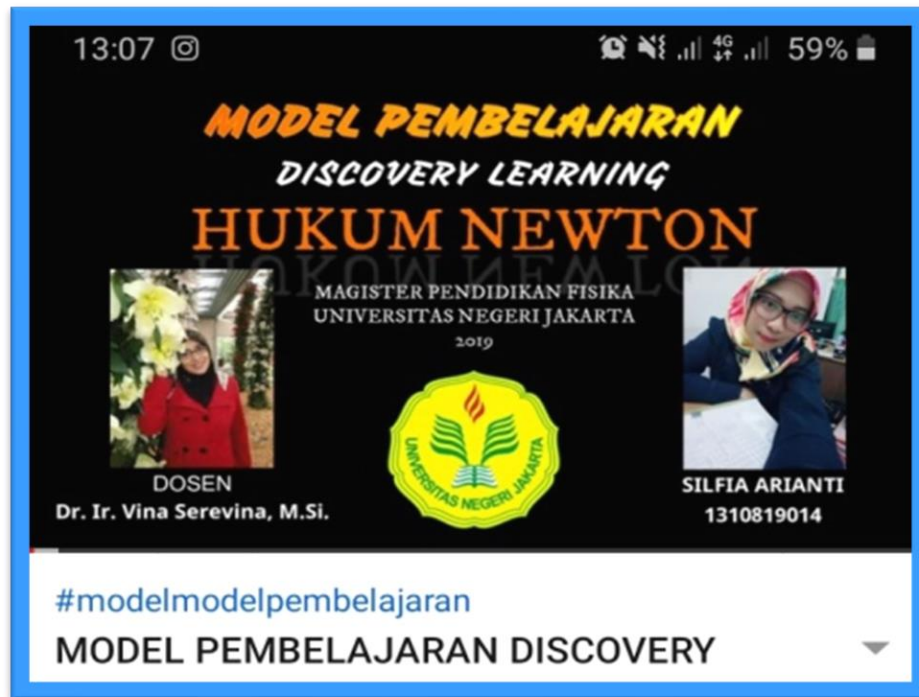 13:07 4G 59%
MODEL PEMBELAJARAN
DISCOVERY LEARNING
HUKUM NEWTON
MAGISTER PENDIDIKAN FISIKA
UNIVERSITAS NEGERI JAKARTA
2019
UNIVERSITAS NEGERI JAKARTA
DOSEN
Dr. Ir. Vina Serevina, M.Si.
SILFIA ARIANTI
1310819014
#modelmodelpembelajaran
MODEL PEMBELAJARAN DISCOVERY